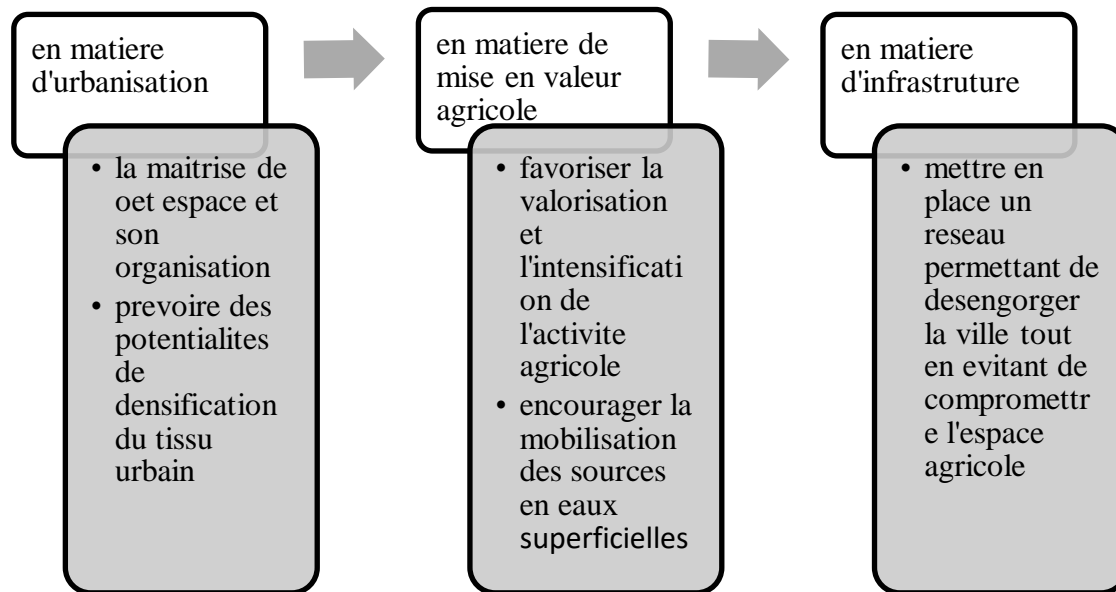 en matiere
d'urbanisation
• la maitrise de
oet espace et
son
organisation
• prevoire des
potentialites
de
densification
du tissu
urbain
en matiere de
mise en valeur
agricole
• favoriser la
valorisation
et
l'intensificati
on de
l'activite
agricole
• encourager la
mobilisation
des sources
en eaux
superficielles
en matiere
d'infrastruture
• mettre en
place un
reseau
permettant de
desengorger
la ville tout
en evitant de
compromettr
e l'espace
agricole